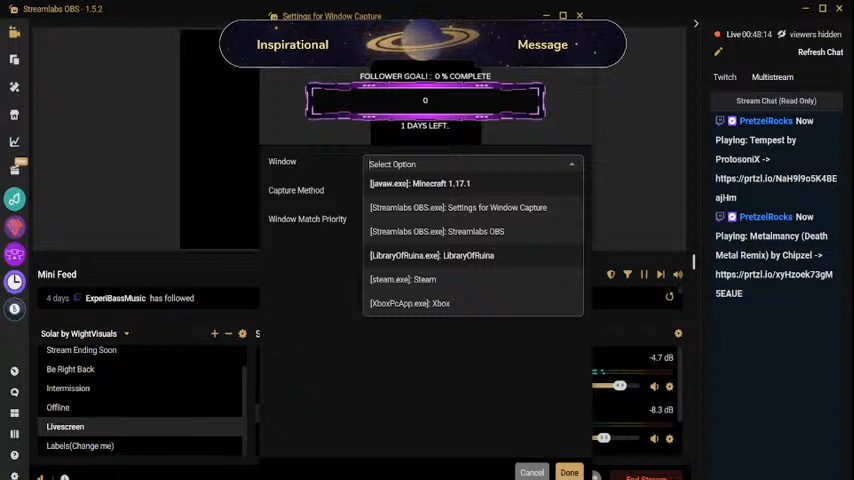 Streamlabs OBS - 1.5.2
Settings for Window Capture
Inspirational
Message
FOLLOWER GOAL! : 0 % COMPLETE
0
1 DAYS LEFT_
Window
Select Option
[javaw.exe]: Minecraft 1.17.1
[Streamlabs OBS.exe]: Settings for Window Capture
[Streamlabs OBS.exe]: Streamlabs OBS
[LibraryOfRuina.exe]: LibraryOfRuina
[steam.exe]: Steam
[XboxPcApp.exe]: Xbox
Capture Method
Window Match Priority
Cancel
Done
New
Mini Feed
4 days
ExperiBassMusic has followed
Solar by WightVisuals
Stream Ending Soon
Be Right Back
Intermission
Offline
Livescreen
Labels(Change me)
S
-4.7 dB
-8.3 dB
End Stream
Live 00:48:14
viewers hidden
Refresh Chat
Twitch
Multistream
Stream Chat (Read Only)
PretzelRocks Now
Playing: Tempest by
ProtosoniX ->
https://prtzl.io/NaH9l9o5K4BE
ajHm
PretzelRocks Now
Playing: Metalmancy (Death
Metal Remix) by Chipzel ->
https://prtzl.io/xyHzoek73gM
5EAUE